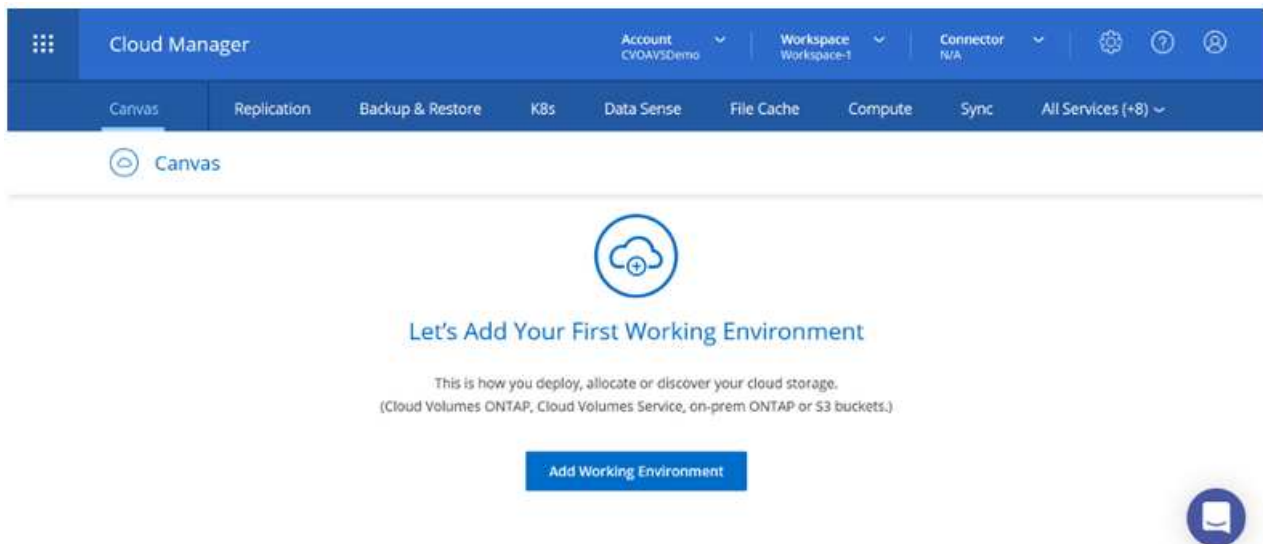 Cloud Manager
Account
CVOAVSDemo
Workspace
Workspace-1
Connector
N/A
Canvas
Replication
Backup & Restore
K8s
Data Sense
File Cache
Compute
Sync
All Services (+8)
Canvas
Let's Add Your First Working Environment
This is how you deploy, allocate or discover your cloud storage.
(Cloud Volumes ONTAP, Cloud Volumes Service, on-prem ONTAP or S3 buckets.)
Add Working Environment